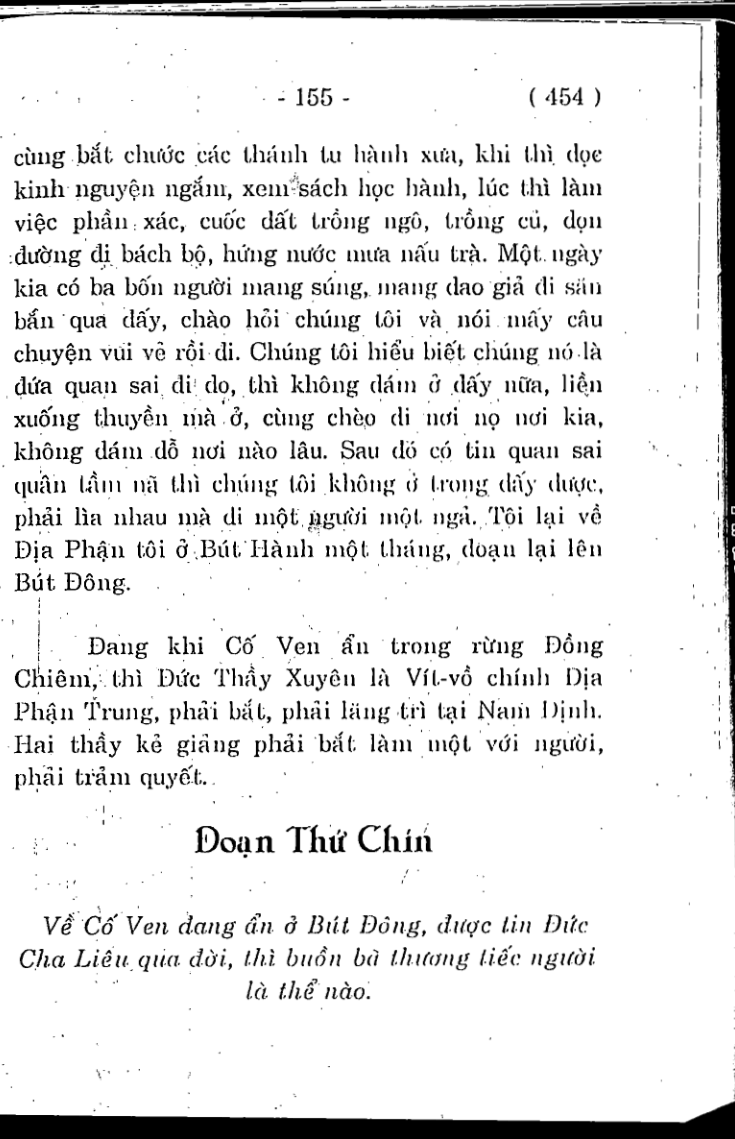 - 155 - ( 454 )
cùng bắt chước các thánh tu hành xưa, khi thì đọc
kinh nguyện ngắm, xem sách học hành, lúc thì làm
việc phần xác, cuốc đất trồng ngô, trồng củ, dọn
đường đi bách bộ, hứng nước mưa nấu trà. Một ngày
kia có ba bốn người mang súng, mang dao giả đi săn
bắn qua đấy, chào hỏi chúng tôi và nói mấy câu
chuyện vui vẻ rồi đi. Chúng tôi hiểu biết chúng nó là
đứa quan sai đi dọ, thì không dám ở đấy nữa, liền
xuống thuyền mà ở, cùng chèo đi nơi nọ nơi kia,
không dám đỗ nơi nào lâu. Sau đó có tin quan sai
quân tầm nã thì chúng tôi không ở trong đấy được,
phải lìa nhau mà đi một người một ngả. Tôi lại về
Địa Phận tôi ở Bút Hành một tháng, đoạn lại lên
Bút Đông.
Đang khi Cố Ven ẩn trong rừng Đồng
Chiêm, thì Đức Thầy Xuyên là Vít-vồ chính Địa
Phận Trung, phải bắt, phải lăng trì tại Nam Định.
Hai thầy kẻ giảng phải bắt làm một với người,
phải trảm quyết.
Đoạn Thứ Chín
Về Cố Ven đang ẩn ở Bút Đông, được tin Đức
Cha Liêu qua đời, thì buồn bã thương tiếc người
là thể nào.